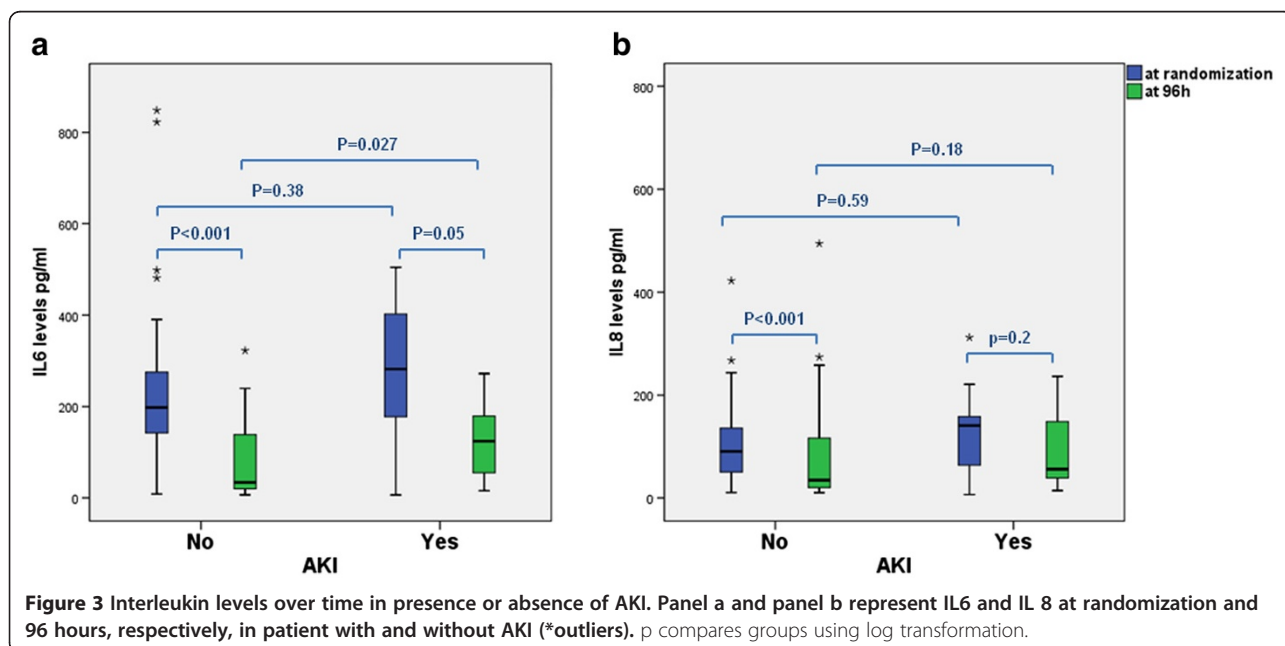 a
b
at randomization
at 96h
IL6 levels pg/ml
800
600
400
200
0
P=0.027
P=0.38
P<0.001
P=0.05
*
*
*
*
*
No
Yes
AKI
IL8 levels pg/ml
800
600
400
200
0
P=0.18
P=0.59
P<0.001
p=0.2
*
*
*
*
*
No
Yes
AKI
Figure 3 Interleukin levels over time in presence or absence of AKI. Panel a and panel b represent IL6 and IL 8 at randomization and
96 hours, respectively, in patient with and without AKI (*outliers). p compares groups using log transformation.